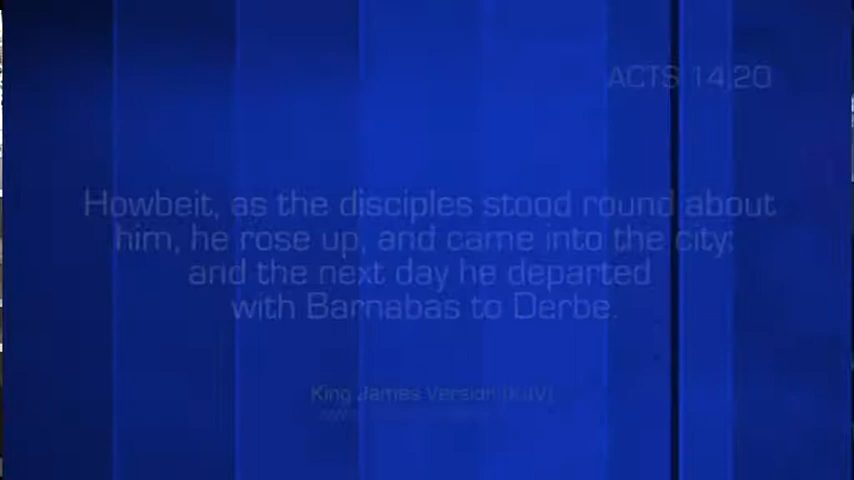 ACTS 14:20
Howbeit, as the disciples stood round about
him, he rose up, and came into the city:
and the next day he departed
with Barnabas to Derbe.
King James Version (KJV)